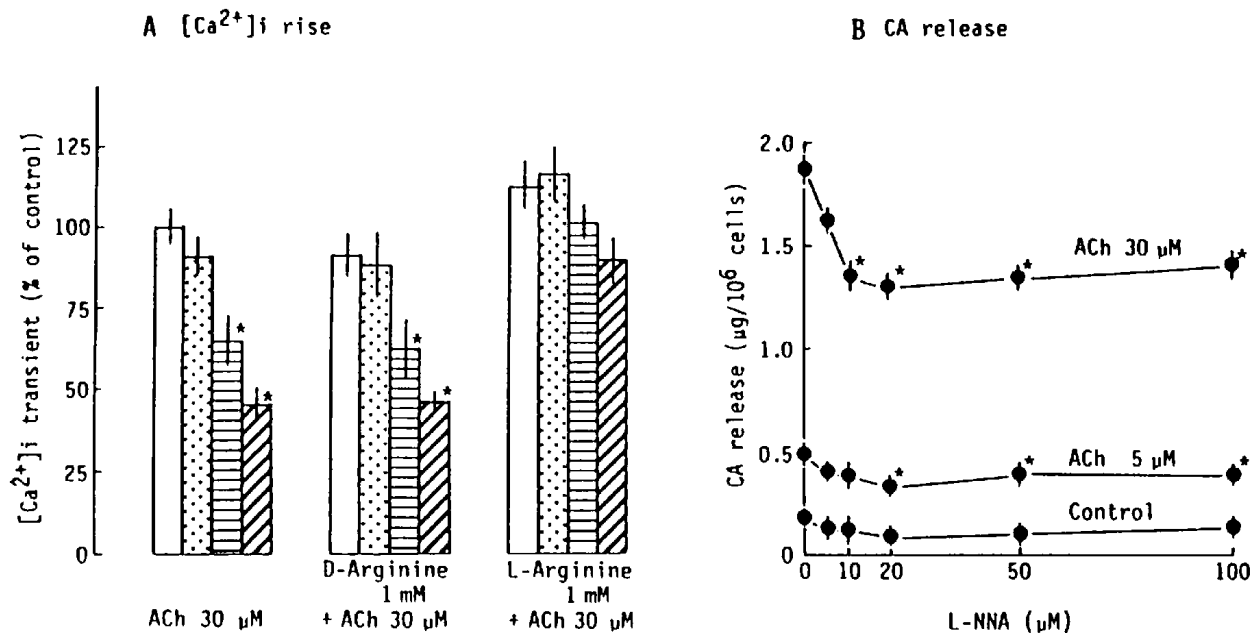 A [Ca2+]i rise
[Ca2+]i transient (% of control)
125
100
75
50
25
0
*
*
*
*
ACh 30 µM
D-Arginine
1 mM
+ ACh 30 µM
L-Arginine
1 mM
+ ACh 30 µM
B CA release
CA release (µg/10^6 cells)
2.0
1.5
1.0
0.5
0
ACh 30 µM
*
*
*
*
ACh 5 µM
*
*
*
Control
0
10
20
50
100
L-NNA (µM)